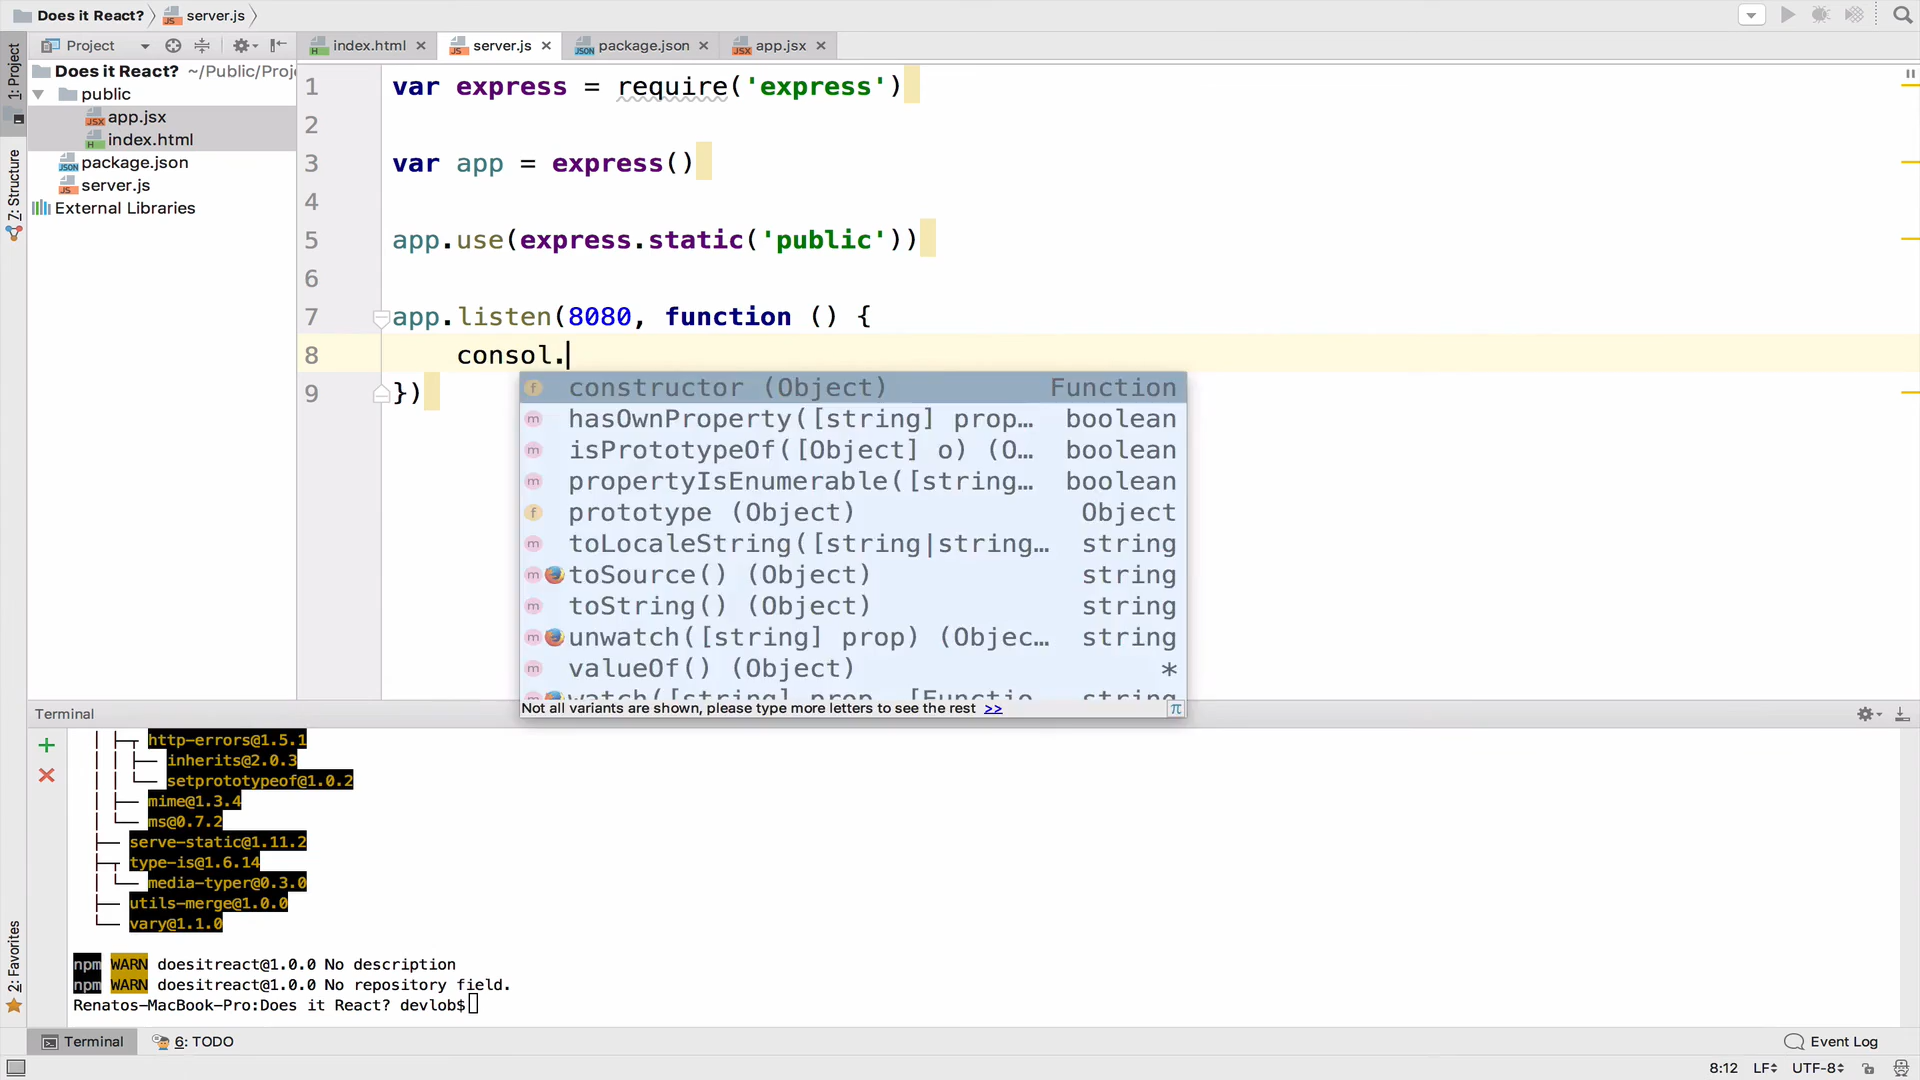 Does it React? server.js
1: Project
Project
index.html
server.js
package.json
app.jsx
Does it React? ~/Public/Proj
public
app.jsx
index.html
package.json
server.js
External Libraries
7: Structure
1 var express = require('express')
2
3 var app = express()
4
5 app.use(express.static('public'))
6
7 app.listen(8080, function () {
8 consol.
9 })
constructor (Object) Function
hasOwnProperty([string] prop… boolean
isPrototypeOf([Object] o) (O… boolean
propertyIsEnumerable([string… boolean
prototype (Object) Object
toLocaleString([string|string… string
toSource() (Object) string
toString() (Object) string
unwatch([string] prop) (Objec… string
valueOf() (Object) *
watch([string] prop, [Functio… string
Not all variants are shown, please type more letters to see the rest >> π
Terminal
http-errors@1.5.1
inherits@2.0.3
setprototypeof@1.0.2
mime@1.3.4
ms@0.7.2
serve-static@1.11.2
type-is@1.6.14
media-typer@0.3.0
utils-merge@1.0.0
vary@1.1.0
npm WARN doesitreact@1.0.0 No description
npm WARN doesitreact@1.0.0 No repository field.
Renatos-MacBook-Pro:Does it React? devlob$
2: Favorites
Terminal
6: TODO
Event Log
8:12 LF UTF-8